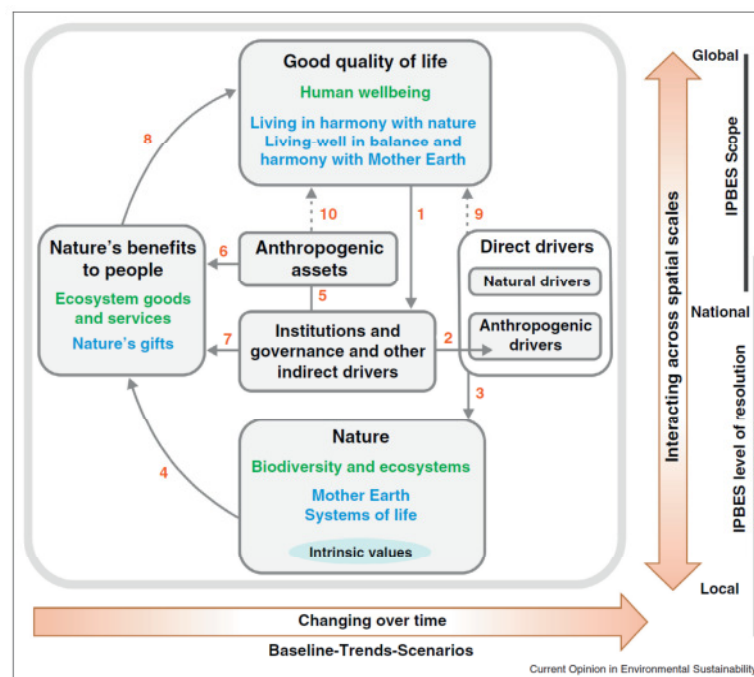 Good quality of life
Human wellbeing
Living in harmony with nature
Living-well in balance and
harmony with Mother Earth
8
10
1
9
Nature's benefits
to people
Ecosystem goods
and services
Nature's gifts
6
Anthropogenic
assets
5
7
Institutions and
governance and other
indirect drivers
2
Direct drivers
Natural drivers
Anthropogenic
drivers
3
4
Nature
Biodiversity and ecosystems
Mother Earth
Systems of life
Intrinsic values
Interacting across spatial scales
Global
National
Local
IPBES Scope
IPBES level of resolution
Changing over time
Baseline-Trends-Scenarios
Current Opinion in Environmental Sustainability